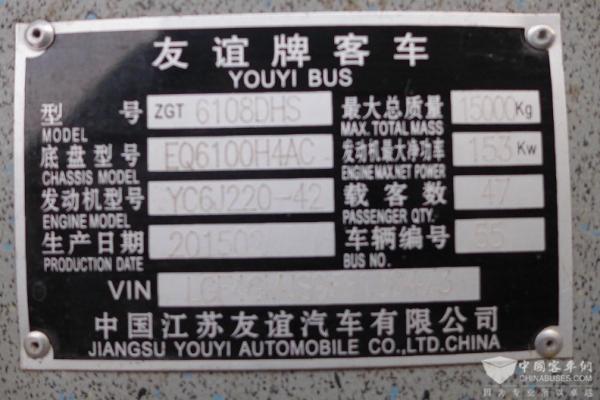 友谊牌客车
YOUYI BUS
型 号 ZGT 6108DHS 最大总质量 15000 Kg
MODEL MAX. TOTAL MASS
底盘型号 EQ6100H4AC 发动机最大净功率 153 Kw
CHASSIS MODEL ENGINE MAX.NET POWER
发动机型号 YC6J220-42 载客数 47
ENGINE MODEL PASSENGER QTY.
生产日期 车辆编号 55
PRODUCTION DATE BUS NO.
VIN
中国江苏友谊汽车有限公司
JIANGSU YOUYI AUTOMOBILE CO.,LTD.CHINA
中国客车网
CHINABUSES.COM